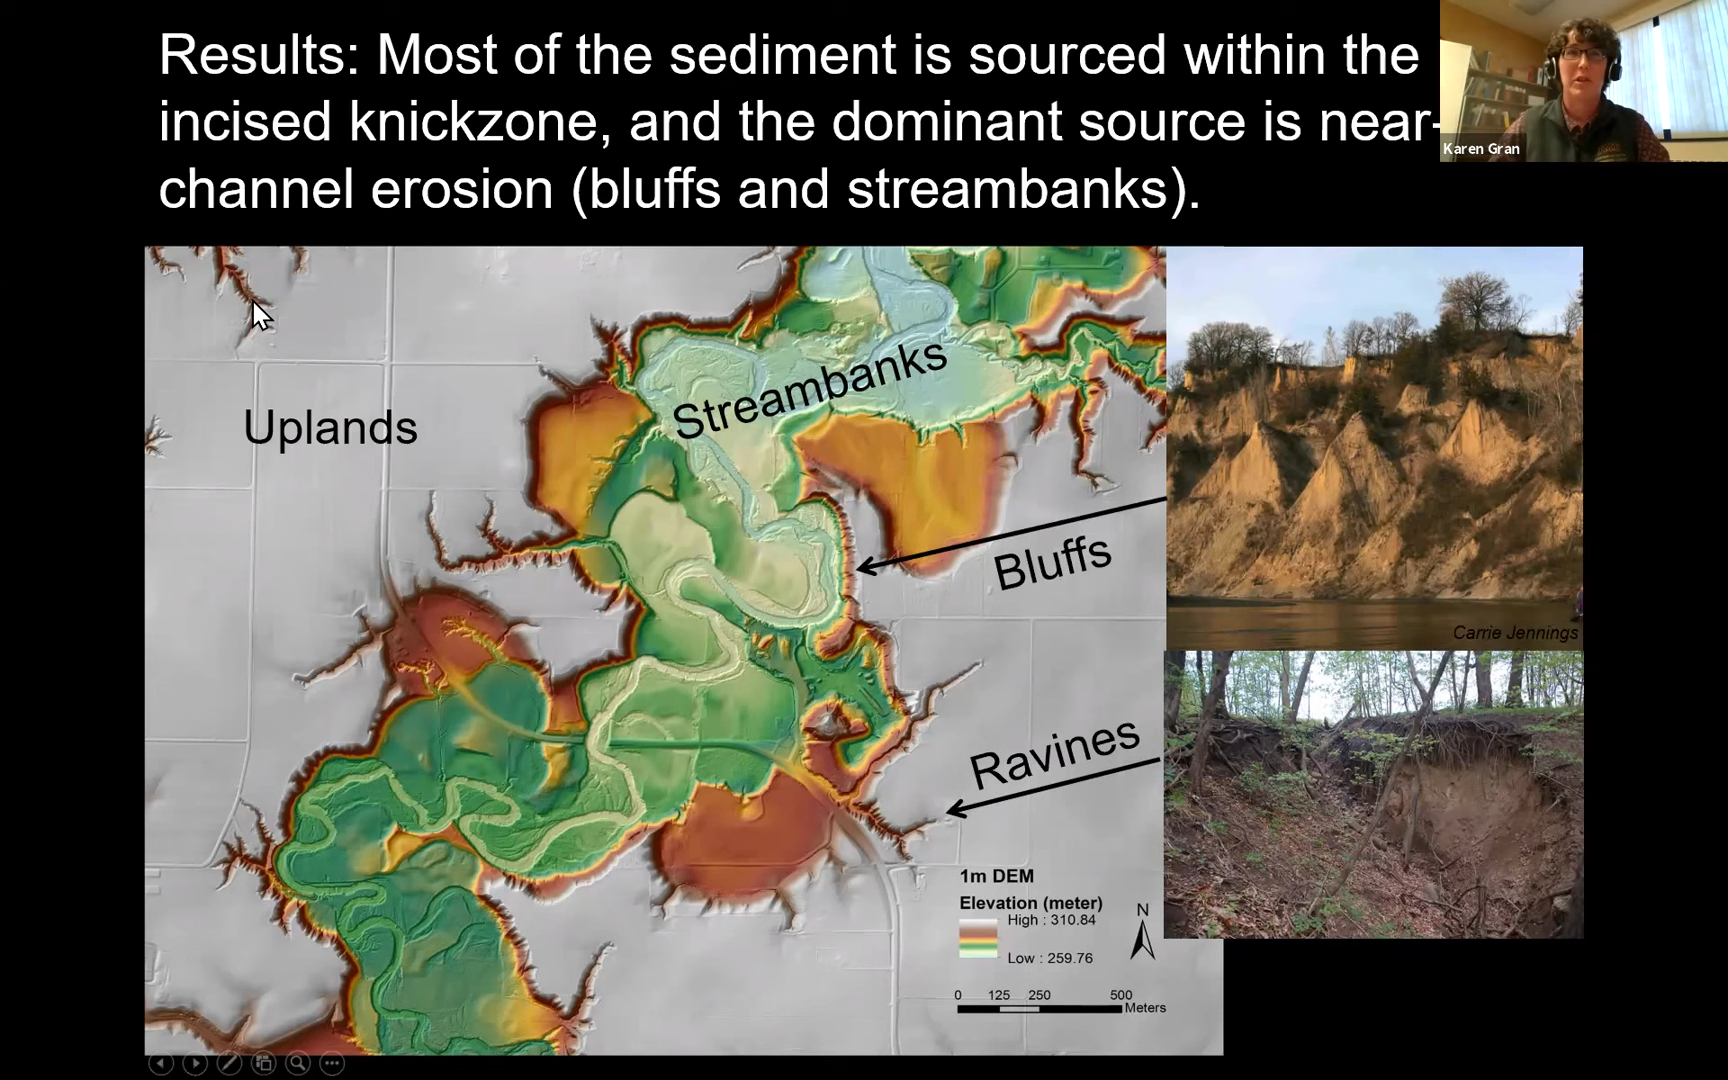 Results: Most of the sediment is sourced within the
incised knickzone, and the dominant source is near-
channel erosion (bluffs and streambanks).
Karen Gran
Uplands
Streambanks
Bluffs
Carrie Jennings
Ravines
1m DEM
Elevation (meter)
High : 310.84
Low : 259.76
N
0 125 250 500
Meters